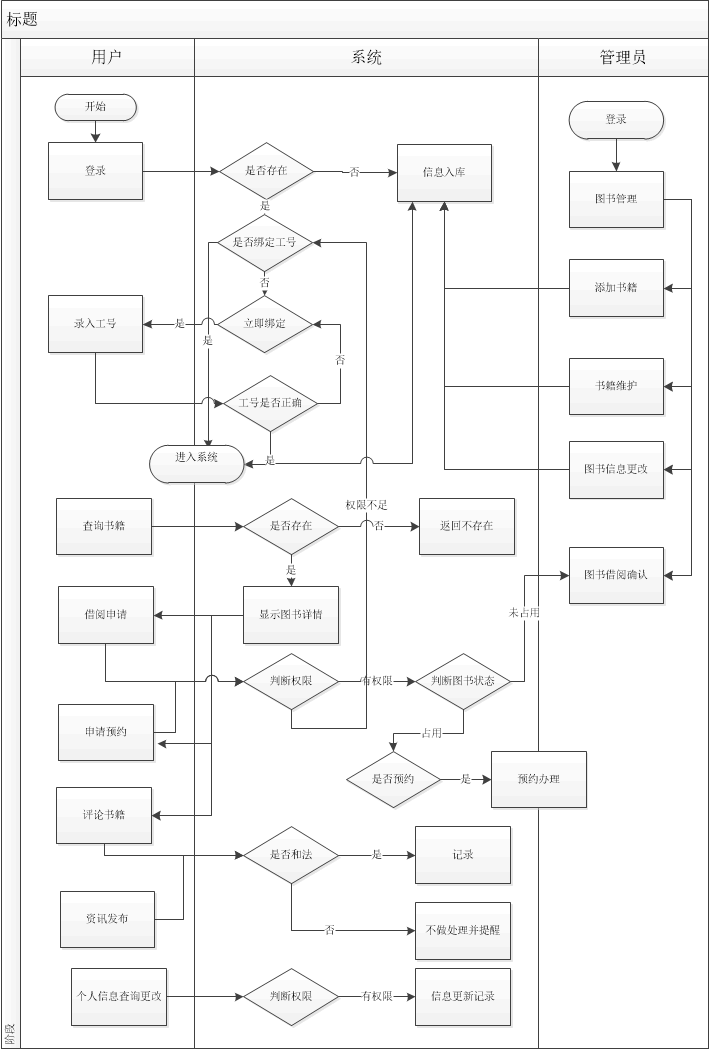 标题
用户
系统
管理员
开始
登录
登录
是否存在
否
信息入库
图书管理
是
是否绑定工号
否
添加书籍
录入工号
是
立即绑定
是
否
书籍维护
工号是否正确
进入系统
是
图书信息更改
权限不足
查询书籍
是否存在
否
返回不存在
是
图书借阅确认
借阅申请
显示图书详情
未占用
判断权限
有权限
判断图书状态
申请预约
占用
是否预约
是
预约办理
评论书籍
是否和法
是
记录
资讯发布
否
不做处理并提醒
个人信息查询更改
判断权限
有权限
信息更新记录
阶段